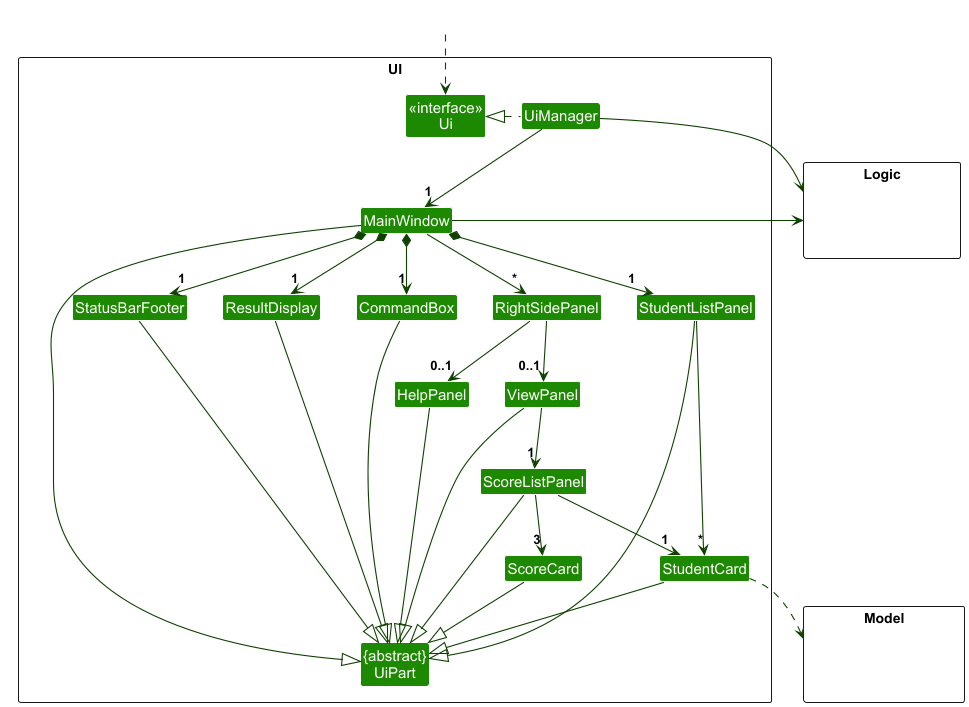 UI
«interface»
Ui
UiManager
Logic
1
MainWindow
1
1
1
*
1
StatusBarFooter
ResultDisplay
CommandBox
RightSidePanel
StudentListPanel
0..1
0..1
HelpPanel
ViewPanel
1
ScoreListPanel
3
1
*
ScoreCard
StudentCard
Model
{abstract}
UiPart